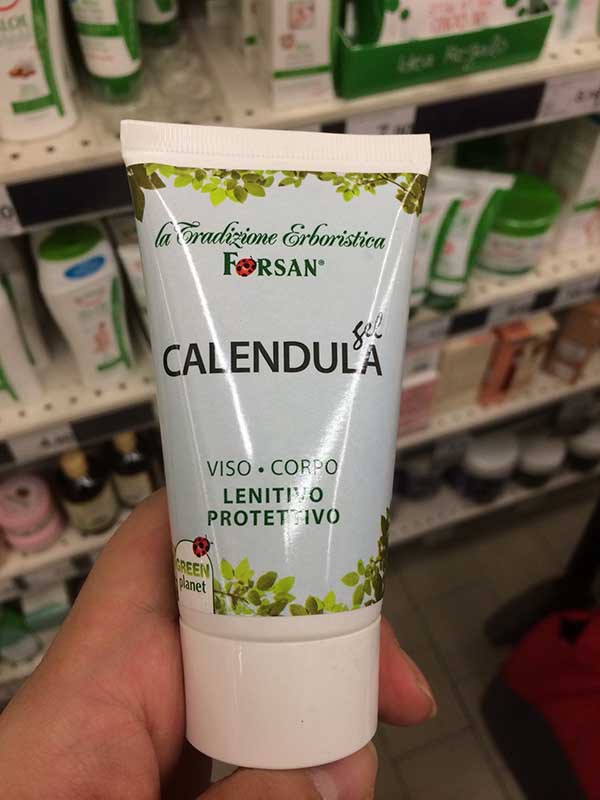 la Tradizione Erboristica
FORSAN®
gel
CALENDULA
VISO • CORPO
LENITIVO
PROTETTIVO
GREEN
planet